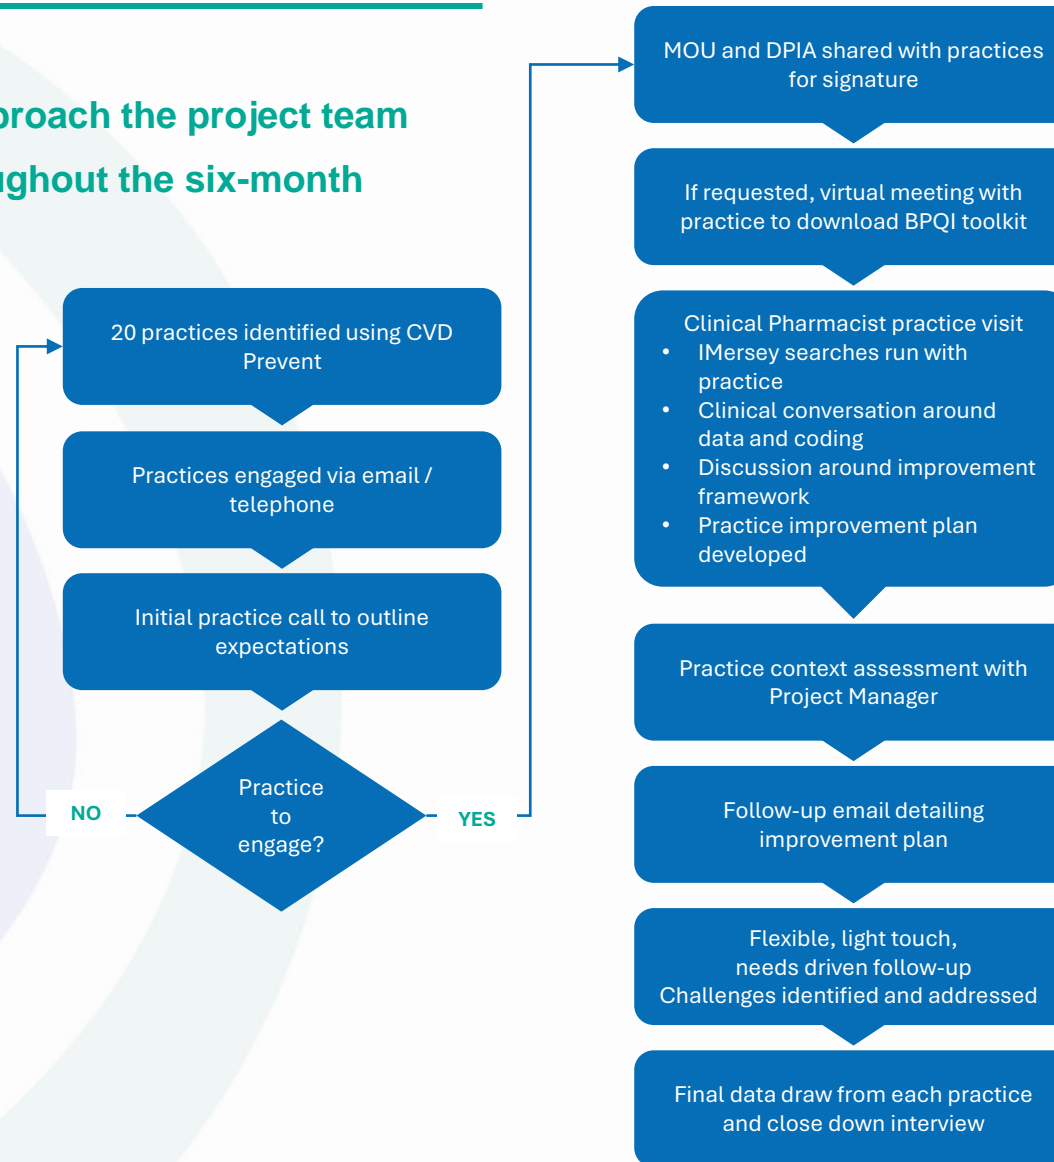 proach the project team
ughout the six-month
20 practices identified using CVD
Prevent
Practices engaged via email /
telephone
Initial practice call to outline
expectations
Practice
to
engage?
NO
YES
MOU and DPIA shared with practices
for signature
If requested, virtual meeting with
practice to download BPQI toolkit
Clinical Pharmacist practice visit
• IMersey searches run with
practice
• Clinical conversation around
data and coding
• Discussion around improvement
framework
• Practice improvement plan
developed
Practice context assessment with
Project Manager
Follow-up email detailing
improvement plan
Flexible, light touch,
needs driven follow-up
Challenges identified and addressed
Final data draw from each practice
and close down interview